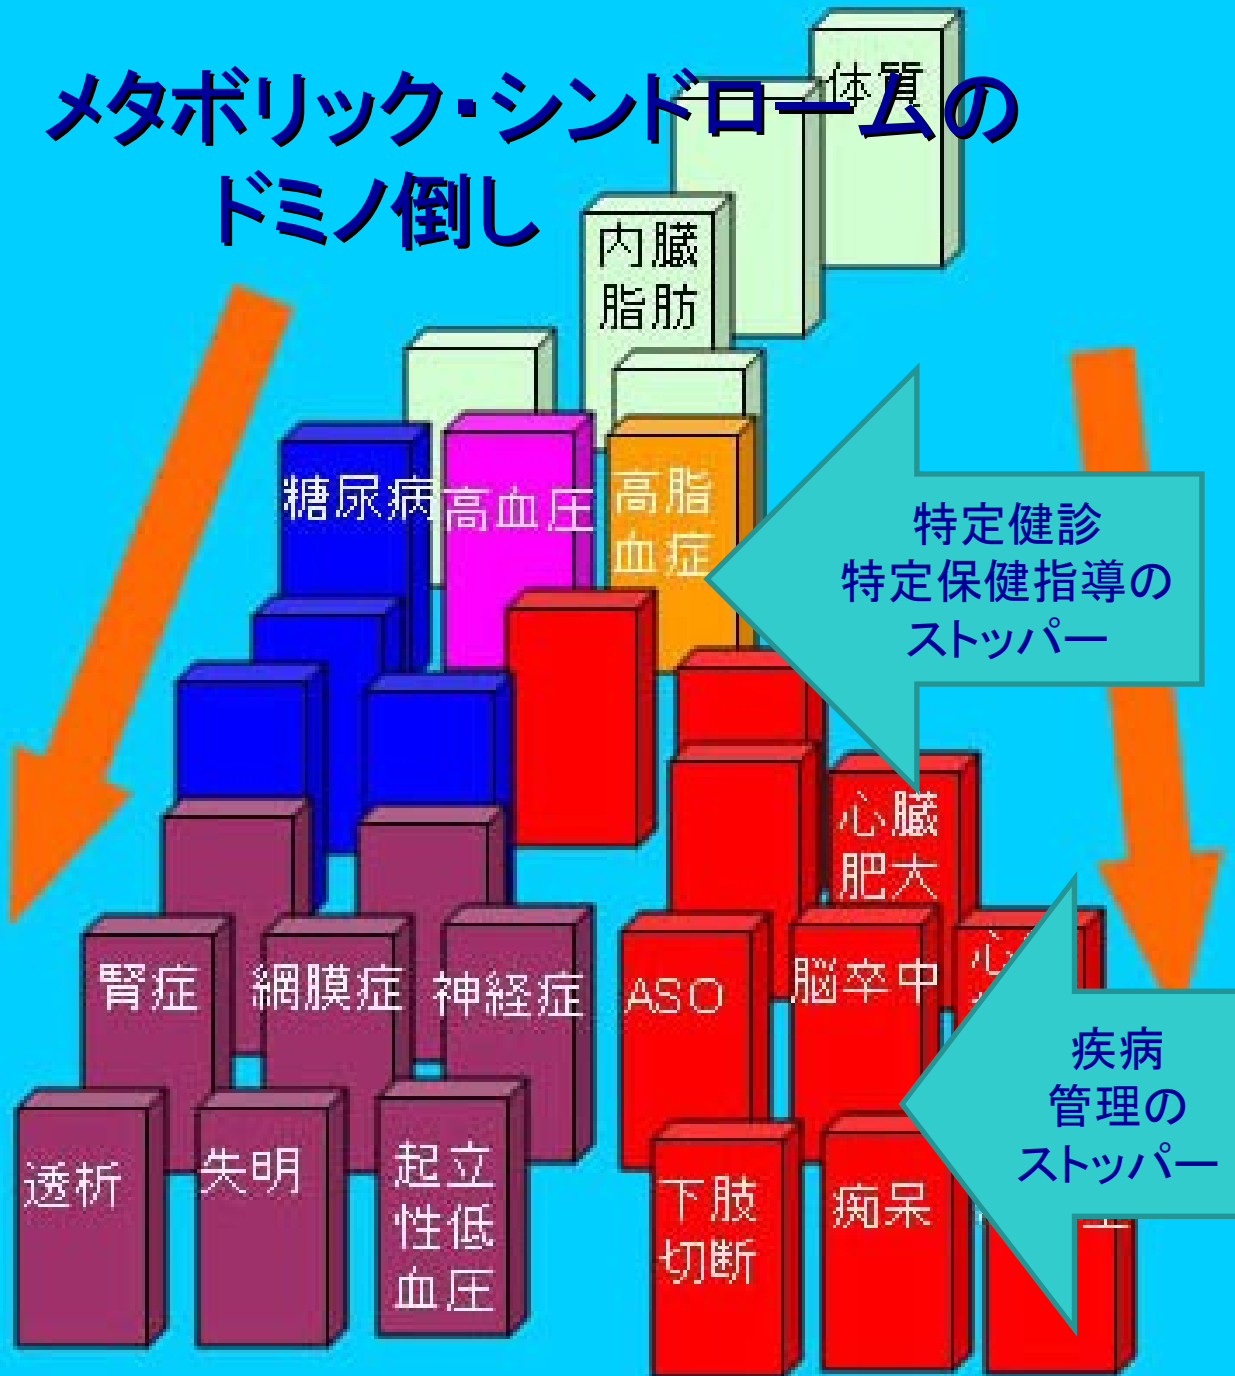 メタボリック・シンドロームの
ドミノ倒し
体質
内臓
脂肪
糖尿病
高血圧
高脂
血症
特定健診
特定保健指導の
ストッパー
心臓
肥大
腎症
網膜症
神経症
ASO
脳卒中
心
疾病
管理の
ストッパー
透析
失明
起立
性低
血圧
下肢
切断
痴呆